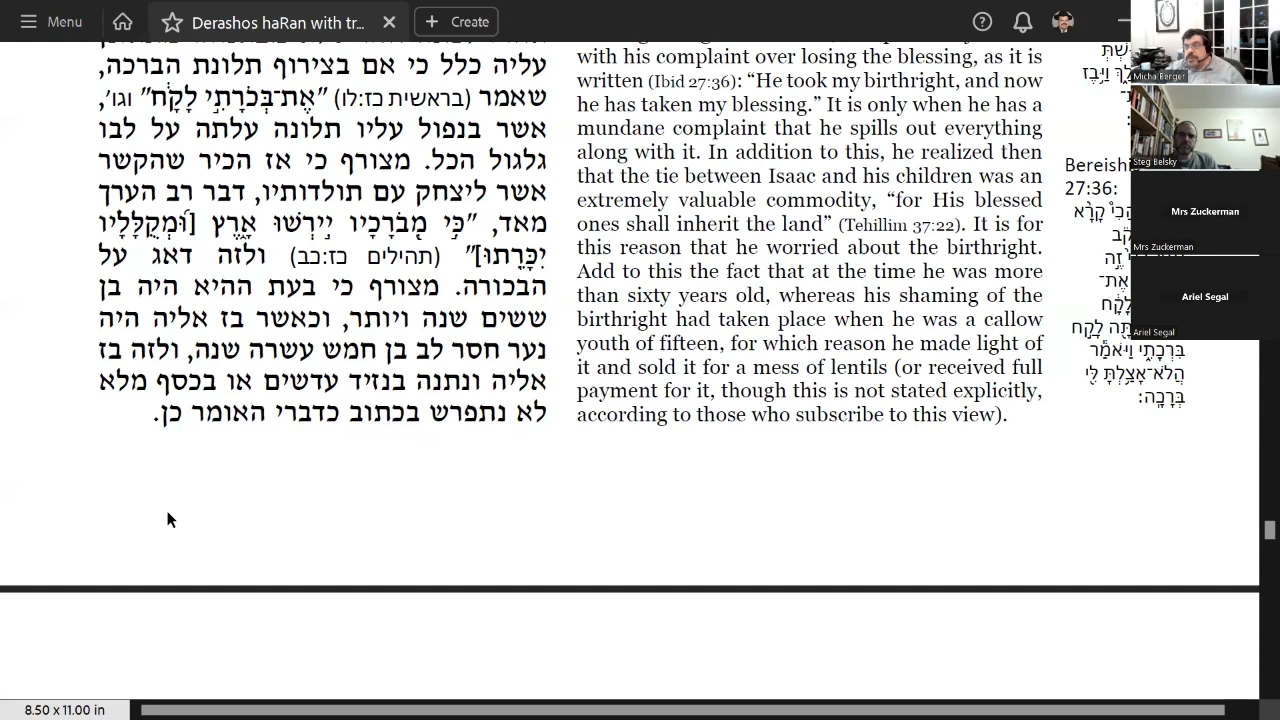 Menu
Derashos haRan with tr...
Create
עליה כלל כי אם בצירוף תלונת הברכה,
שאמר (בראשית כז:לו) "אֶת־בְּכֹרָתִ֣י לָקָ֔ח" וגו',
אשר בנפול עליו תלונה עלתה על לבו
גלגול הכל. מצורף כי אז הכיר שהקשר
אשר ליצחק עם תולדותיו, דבר רב הערך
מאד, "כִּ֣י מְ֭בֹרָכָיו יִ֣ירְשׁוּ אָ֑רֶץ [וּ֝מְקֻלָּלָ֗יו
יִכָּרֵֽתוּ]" (תהילים כז:כב) ולזה דאג על
הבכורה. מצורף כי בעת ההיא היה בן
ששים שנה ויותר, וכאשר בז אליה היה
נער חסר לב בן חמש עשרה שנה, ולזה בז
אליה ונתנה בנזיד עדשים או בכסף מלא
לא נתפרש בכתוב כדברי האומר כן.
with his complaint over losing the blessing, as it is
written (Ibid 27:36): “He took my birthright, and now
he has taken my blessing.” It is only when he has a
mundane complaint that he spills out everything
along with it. In addition to this, he realized then
that the tie between Isaac and his children was an
extremely valuable commodity, “for His blessed
ones shall inherit the land” (Tehillim 37:22). It is for
this reason that he worried about the birthright.
Add to this the fact that at the time he was more
than sixty years old, whereas his shaming of the
birthright had taken place when he was a callow
youth of fifteen, for which reason he made light of
it and sold it for a mess of lentils (or received full
payment for it, though this is not stated explicitly,
according to those who subscribe to this view).
27:36:
לָקָ֔ח
לָקַ֣ח
בִּרְכָתִ֑י וַיֹּאמַ֕ר
הֲלֹא־אָצַ֥לְתָּ לִּ֖י
בְּרָכָֽה:
Micha Berger
Steg Belsky
Mrs Zuckerman
Mrs Zuckerman
Ariel Segal
Ariel Segal
8.50 x 11.00 in